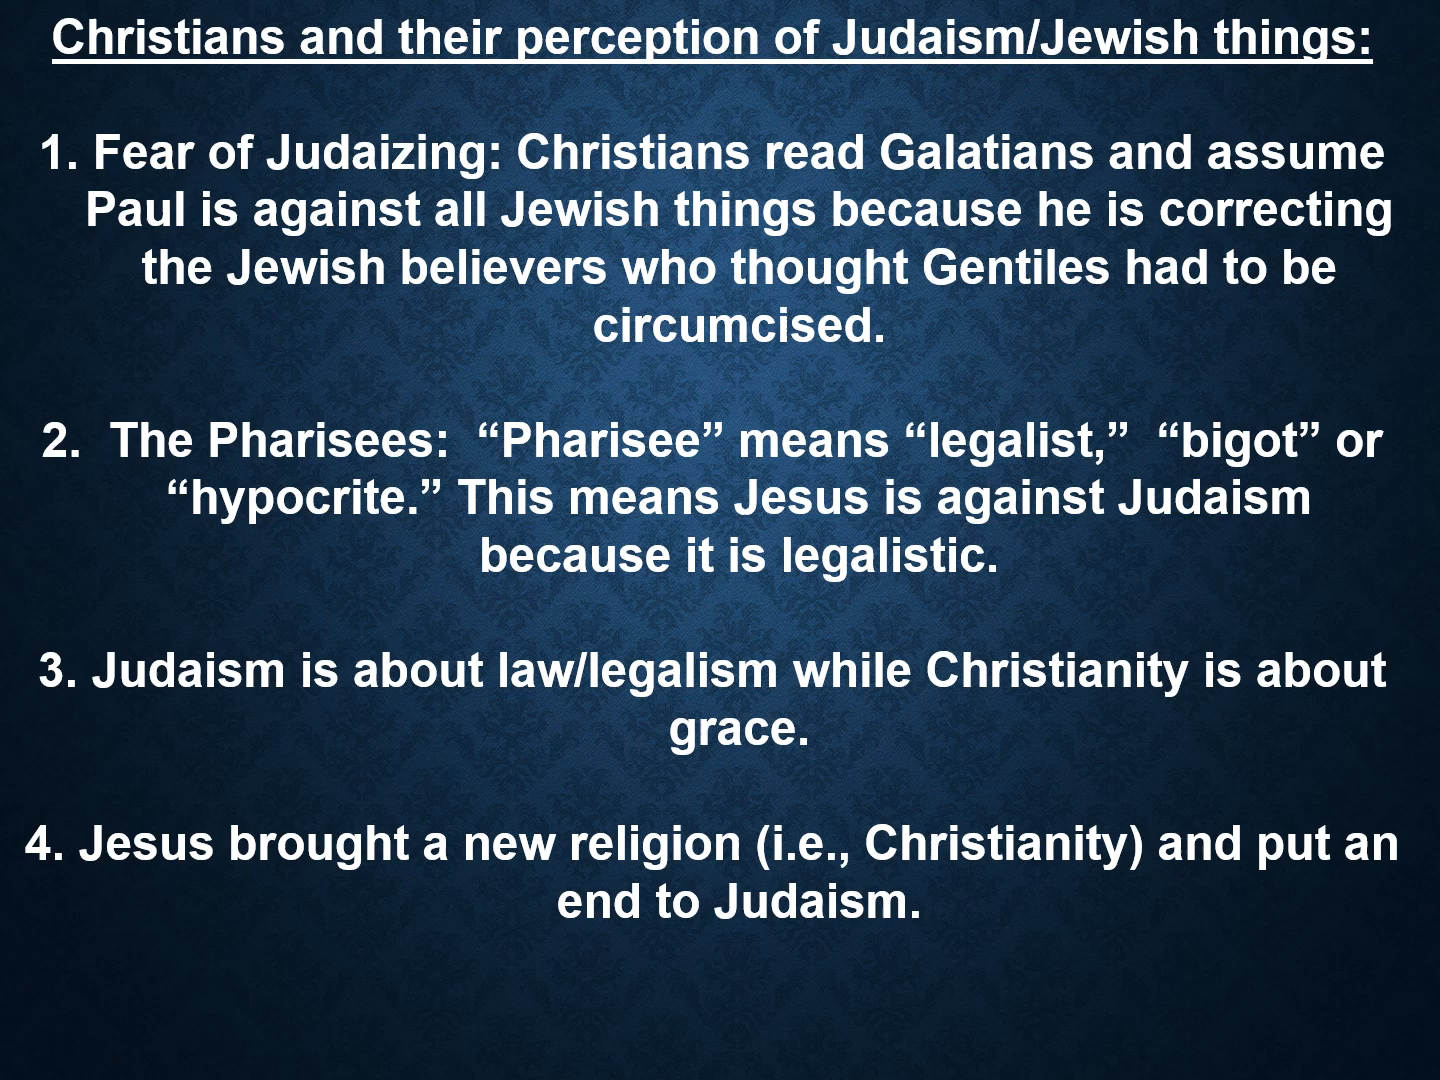 Christians and their perception of Judaism/Jewish things:
1. Fear of Judaizing: Christians read Galatians and assume
Paul is against all Jewish things because he is correcting
the Jewish believers who thought Gentiles had to be
circumcised.
2.  The Pharisees:  “Pharisee” means “legalist,”  “bigot” or
“hypocrite.” This means Jesus is against Judaism
because it is legalistic.
3. Judaism is about law/legalism while Christianity is about
grace.
4. Jesus brought a new religion (i.e., Christianity) and put an
end to Judaism.